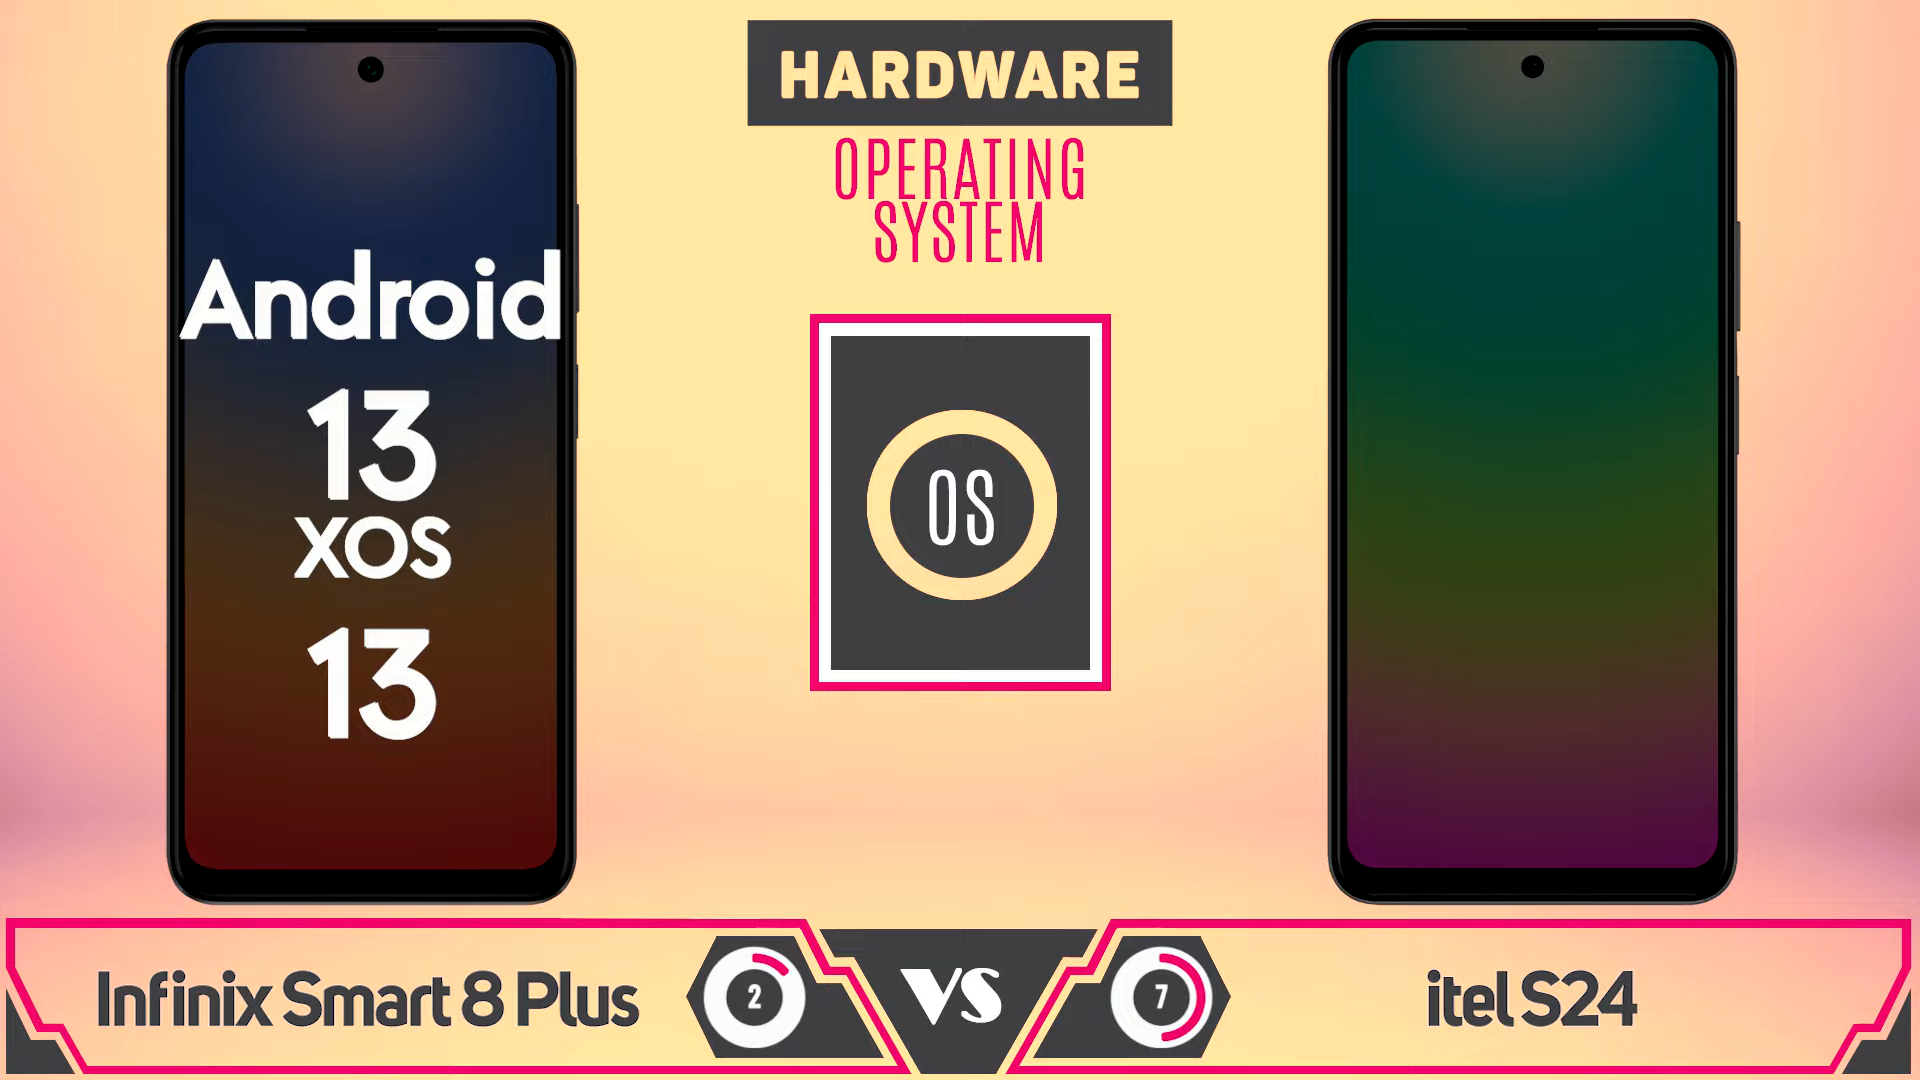 HARDWARE
OPERATING
SYSTEM
Android
13
XOS
13
OS
Infinix Smart 8 Plus
2
VS
7
itel S24